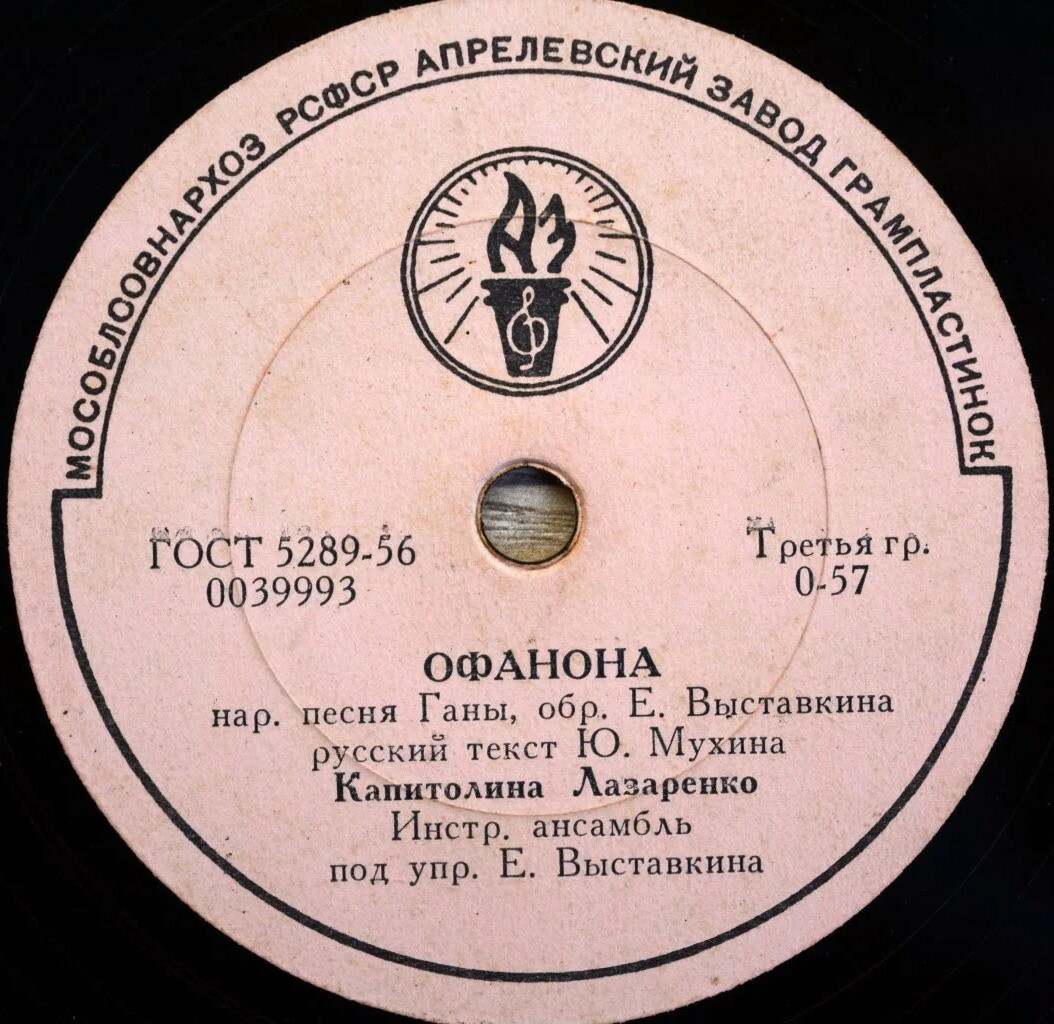 МОСОБЛСОВНАРХОЗ РСФСР АПРЕЛЕВСКИЙ ЗАВОД ГРАМПЛАСТИНОК
АЗ
ГОСТ 5289-56
0039993
Третья гр.
0-57
ОФАНОНА
нар. песня Ганы, обр. Е. Выставкина
русский текст Ю. Мухина
Капитолина Лазаренко
Инстр. ансамбль
под упр. Е. Выставкина